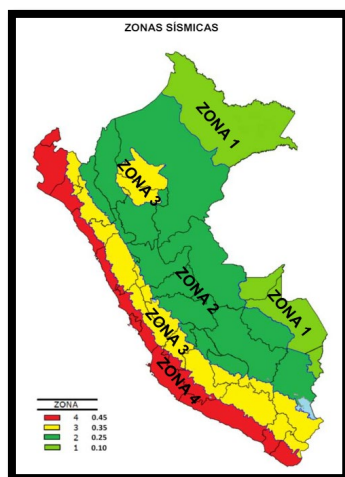 ZONAS SÍSMICAS
ZONA 1
ZONA 3
ZONA 2
ZONA 1
ZONA 3
ZONA 4
ZONA
4 0.45
3 0.35
2 0.25
1 0.10